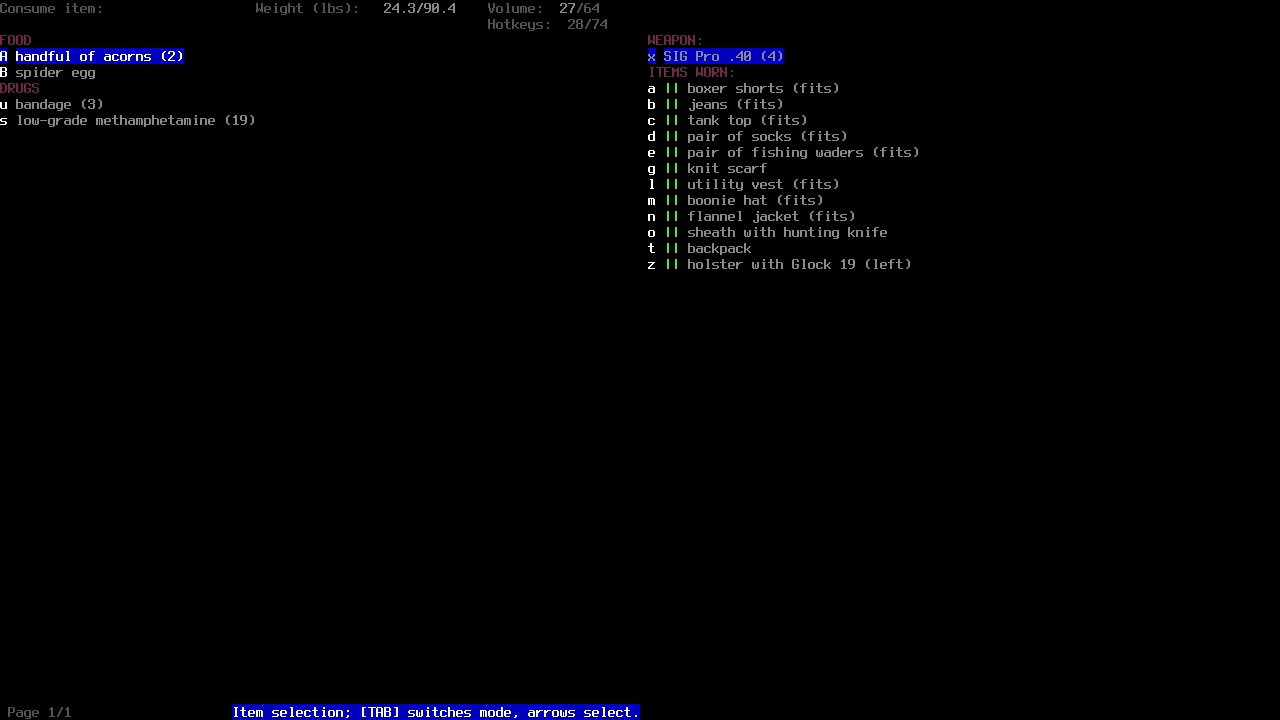 Consume item: Weight (lbs): 24.3/90.4 Volume: 27/64
Hotkeys: 28/74
FOOD
A handful of acorns (2)
B spider egg
DRUGS
u bandage (3)
s low-grade methamphetamine (19)
WEAPON:
x SIG Pro .40 (4)
ITEMS WORN:
a || boxer shorts (fits)
b || jeans (fits)
c || tank top (fits)
d || pair of socks (fits)
e || pair of fishing waders (fits)
g || knit scarf
l || utility vest (fits)
m || boonie hat (fits)
n || flannel jacket (fits)
o || sheath with hunting knife
t || backpack
z || holster with Glock 19 (left)
Page 1/1 Item selection; [TAB] switches mode, arrows select.